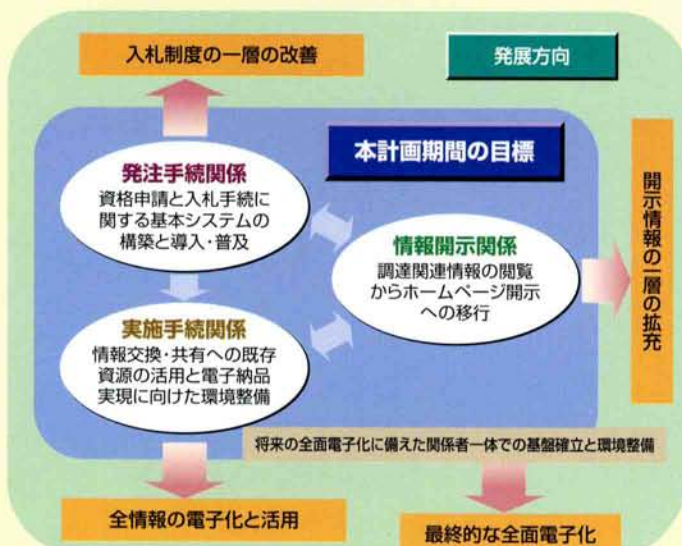 入札制度の一層の改善
発展方向
本計画期間の目標
発注手続関係
資格申請と入札手続に
関する基本システムの
構築と導入・普及
情報開示関係
調達関連情報の閲覧
からホームページ開示
への移行
開示情報の一層の拡充
実施手続関係
情報交換・共有への既存
資源の活用と電子納品
実現に向けた環境整備
将来の全面電子化に備えた関係者一体での基盤確立と環境整備
全情報の電子化と活用
最終的な全面電子化